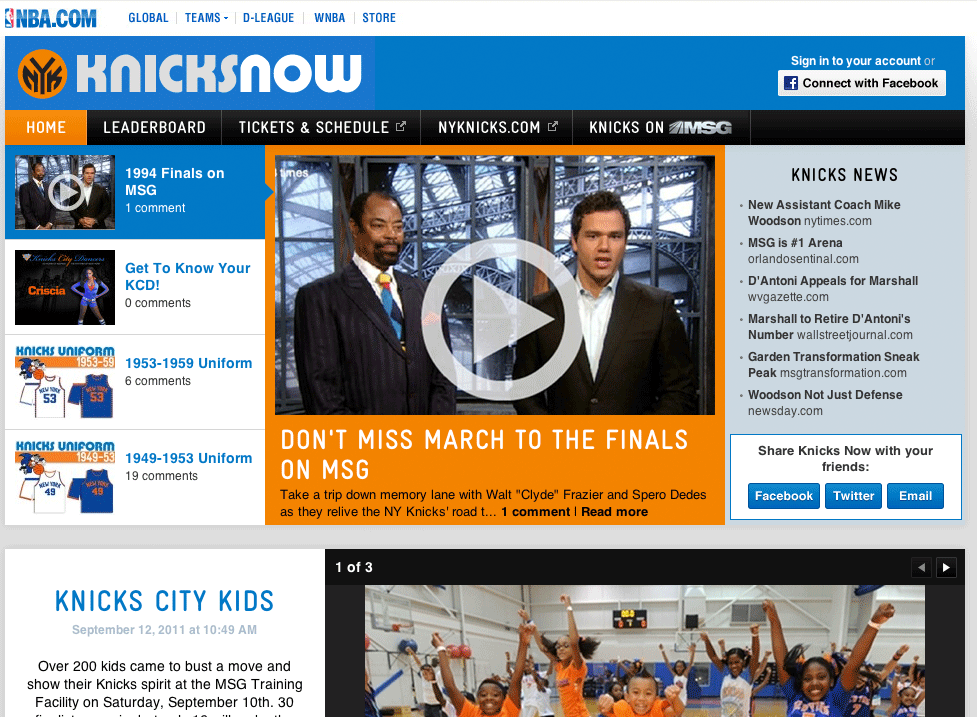 NBA.COM
GLOBAL
TEAMS
D-LEAGUE
WNBA
STORE
NYK
KNICKSNOW
Sign in to your account or
Connect with Facebook
HOME
LEADERBOARD
TICKETS & SCHEDULE
NYKNICKS.COM
KNICKS ON MSG
1994 Finals on
MSG
1 comment
Knicks City Dancers
Criscia
Get To Know Your
KCD!
0 comments
KNICKS UNIFORM
1953-59
NEW YORK
53
NEW YORK
53
1953-1959 Uniform
6 comments
KNICKS UNIFORM
1949-53
NEW YORK
49
NEW YORK
49
1949-1953 Uniform
19 comments
times
DON'T MISS MARCH TO THE FINALS
ON MSG
Take a trip down memory lane with Walt "Clyde" Frazier and Spero Dedes
as they relive the NY Knicks' road t... 1 comment | Read more
KNICKS NEWS
New Assistant Coach Mike
Woodson nytimes.com
MSG is #1 Arena
orlandosentinal.com
D'Antoni Appeals for Marshall
wvgazette.com
Marshall to Retire D'Antoni's
Number wallstreetjournal.com
Garden Transformation Sneak
Peak msgtransformation.com
Woodson Not Just Defense
newsday.com
Share Knicks Now with your
friends:
Facebook
Twitter
Email
KNICKS CITY KIDS
September 12, 2011 at 10:49 AM
Over 200 kids came to bust a move and
show their Knicks spirit at the MSG Training
Facility on Saturday, September 10th. 30
1 of 3